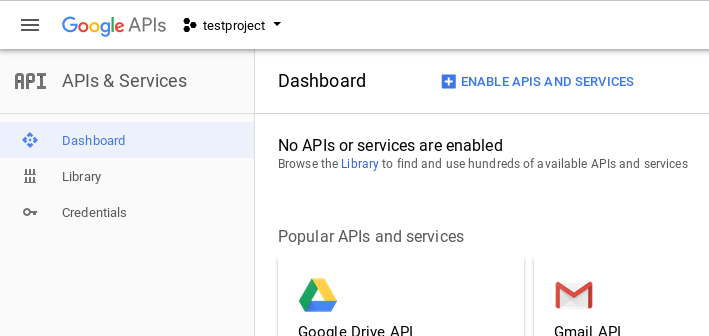 Google APIs testproject
API APIs & Services
Dashboard ENABLE APIS AND SERVICES
Dashboard
Library
Credentials
No APIs or services are enabled
Browse the Library to find and use hundreds of available APIs and services
Popular APIs and services
Google Drive API
Gmail API